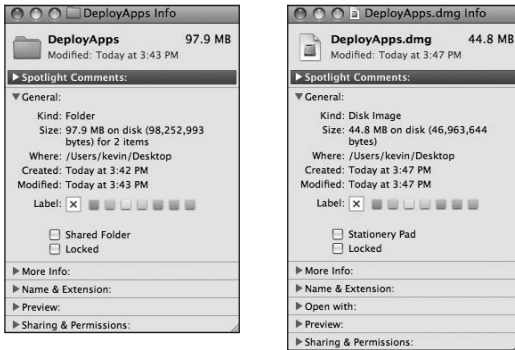 DeployApps Info
DeployApps 97.9 MB
Modified: Today at 3:43 PM
Spotlight Comments:
General:
Kind: Folder
Size: 97.9 MB on disk (98,252,993
bytes) for 2 items
Where: /Users/kevin/Desktop
Created: Today at 3:42 PM
Modified: Today at 3:43 PM
Label:
Shared Folder
Locked
More Info:
Name & Extension:
Preview:
Sharing & Permissions:
DeployApps.dmg Info
DeployApps.dmg 44.8 MB
Modified: Today at 3:47 PM
Spotlight Comments:
General:
Kind: Disk Image
Size: 44.8 MB on disk (46,963,644
bytes)
Where: /Users/kevin/Desktop
Created: Today at 3:47 PM
Modified: Today at 3:47 PM
Label:
Stationery Pad
Locked
More Info:
Name & Extension:
Open with:
Preview:
Sharing & Permissions: